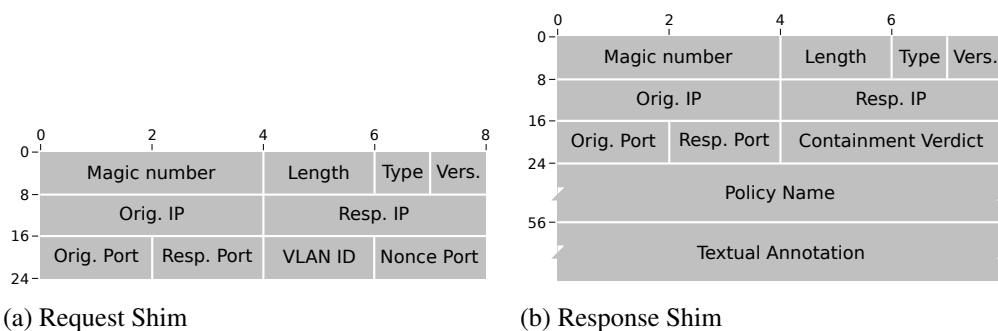 0 2 4 6 8
0 Magic number Length Type Vers.
8 Orig. IP Resp. IP
16 Orig. Port Resp. Port VLAN ID Nonce Port
24
(a) Request Shim
0 2 4 6
0 Magic number Length Type Vers.
8 Orig. IP Resp. IP
16 Orig. Port Resp. Port Containment Verdict
24
Policy Name
56
Textual Annotation
(b) Response Shim